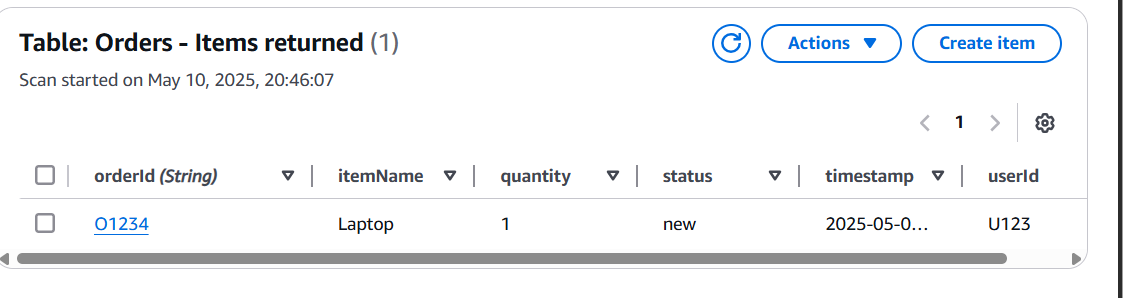 Table: Orders - Items returned (1)
Actions
Create item
Scan started on May 10, 2025, 20:46:07
1
orderId (String) itemName quantity status timestamp userId
O1234 Laptop 1 new 2025-05-0... U123